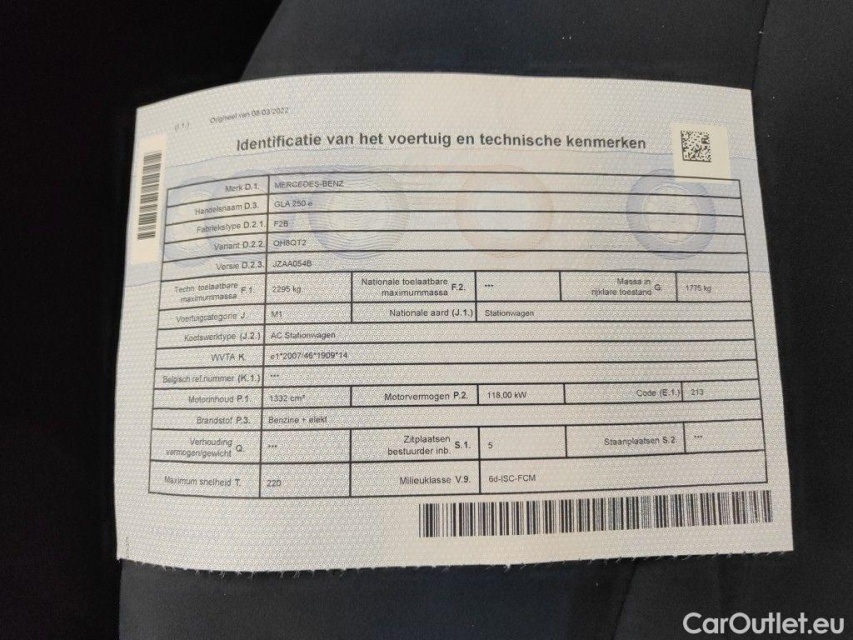 (I.1.) Origineel van 08/03/2022
Identificatie van het voertuig en technische kenmerken
Merk D.1. MERCEDES-BENZ
Handelsnaam D.3. GLA 250 e
Fabriekstype D.2.1. F2B
Variant D.2.2. OH8QT2
Versie D.2.3. JZAA054B
Techn. toelaatbare maximummassa F.1. 2295 kg Nationale toelaatbare maximummassa F.2. *** Massa in rijklare toestand G. 1775 kg
Voertuigcategorie J. M1 Nationale aard (J.1.) Stationwagen
Koetswerktype (J.2.) AC Stationwagen
WVTA K. e1*2007/46*1909*14
Belgisch ref.nummer (K.1.) ***
Motorinhoud P.1. 1332 cm³ Motorvermogen P.2. 118,00 kW Code (E.1.) 213
Brandstof P.3. Benzine + elekt
Verhouding vermogen/gewicht Q. *** Zitplaatsen bestuurder inb. S.1. 5 Staanplaatsen S.2 ***
Maximum snelheid T. 220 Milieuklasse V.9. 6d-ISC-FCM
CarOutlet.eu